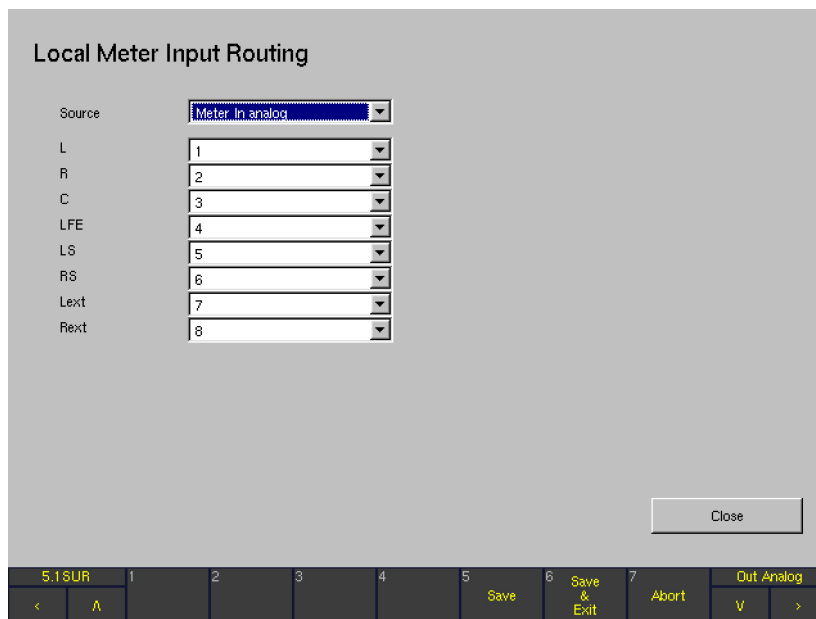 Local Meter Input Routing
Source Meter In analog
L 1
R 2
C 3
LFE 4
LS 5
RS 6
Lext 7
Rext 8
Close
5.1SUR 1 2 3 4 5 Save 6 Save & Exit 7 Abort Out Analog
< Λ V >